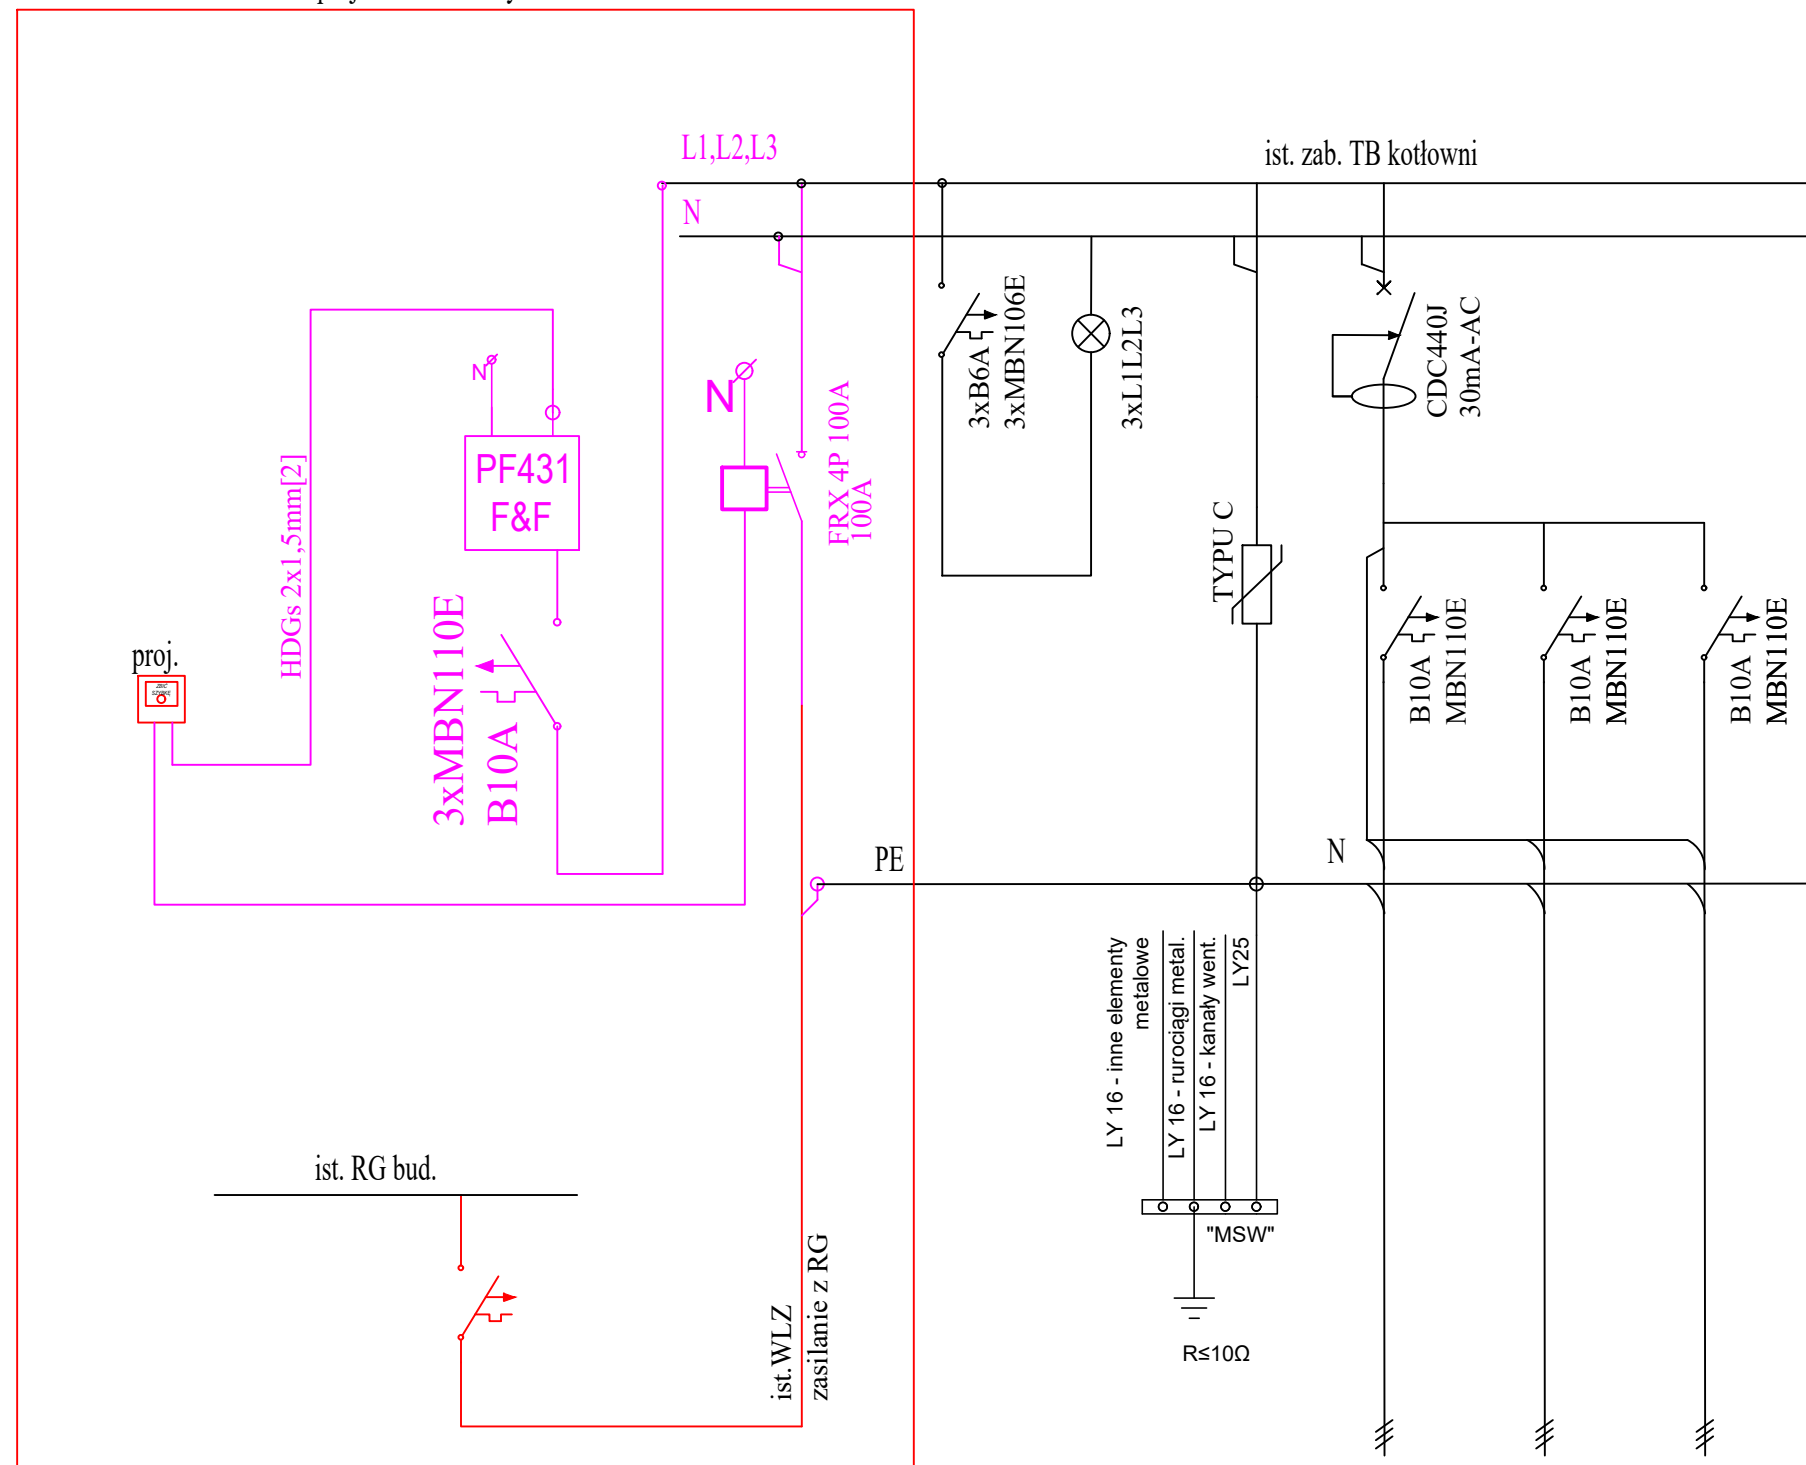 L1,L2,L3
ist. zab. TB kotłowni
N
3xB6A
3xMBN106E
3xL1L2L3
CDC440J
30mA-AC
N
N
FRX 4P 100A
100A
PF431
F&F
HDGs 2x1,5mm[2]
TYPU C
3xMBN110E
B10A
B10A
MBN110E
B10A
MBN110E
B10A
MBN110E
proj.
ZBIĆ
SZYBKĘ
PE
N
LY 16 - inne elementy
metalowe
LY 16 - rurociągi metal.
LY 16 - kanały went.
LY25
ist. RG bud.
"MSW"
ist.WLZ
zasilanie z RG
R≤10Ω